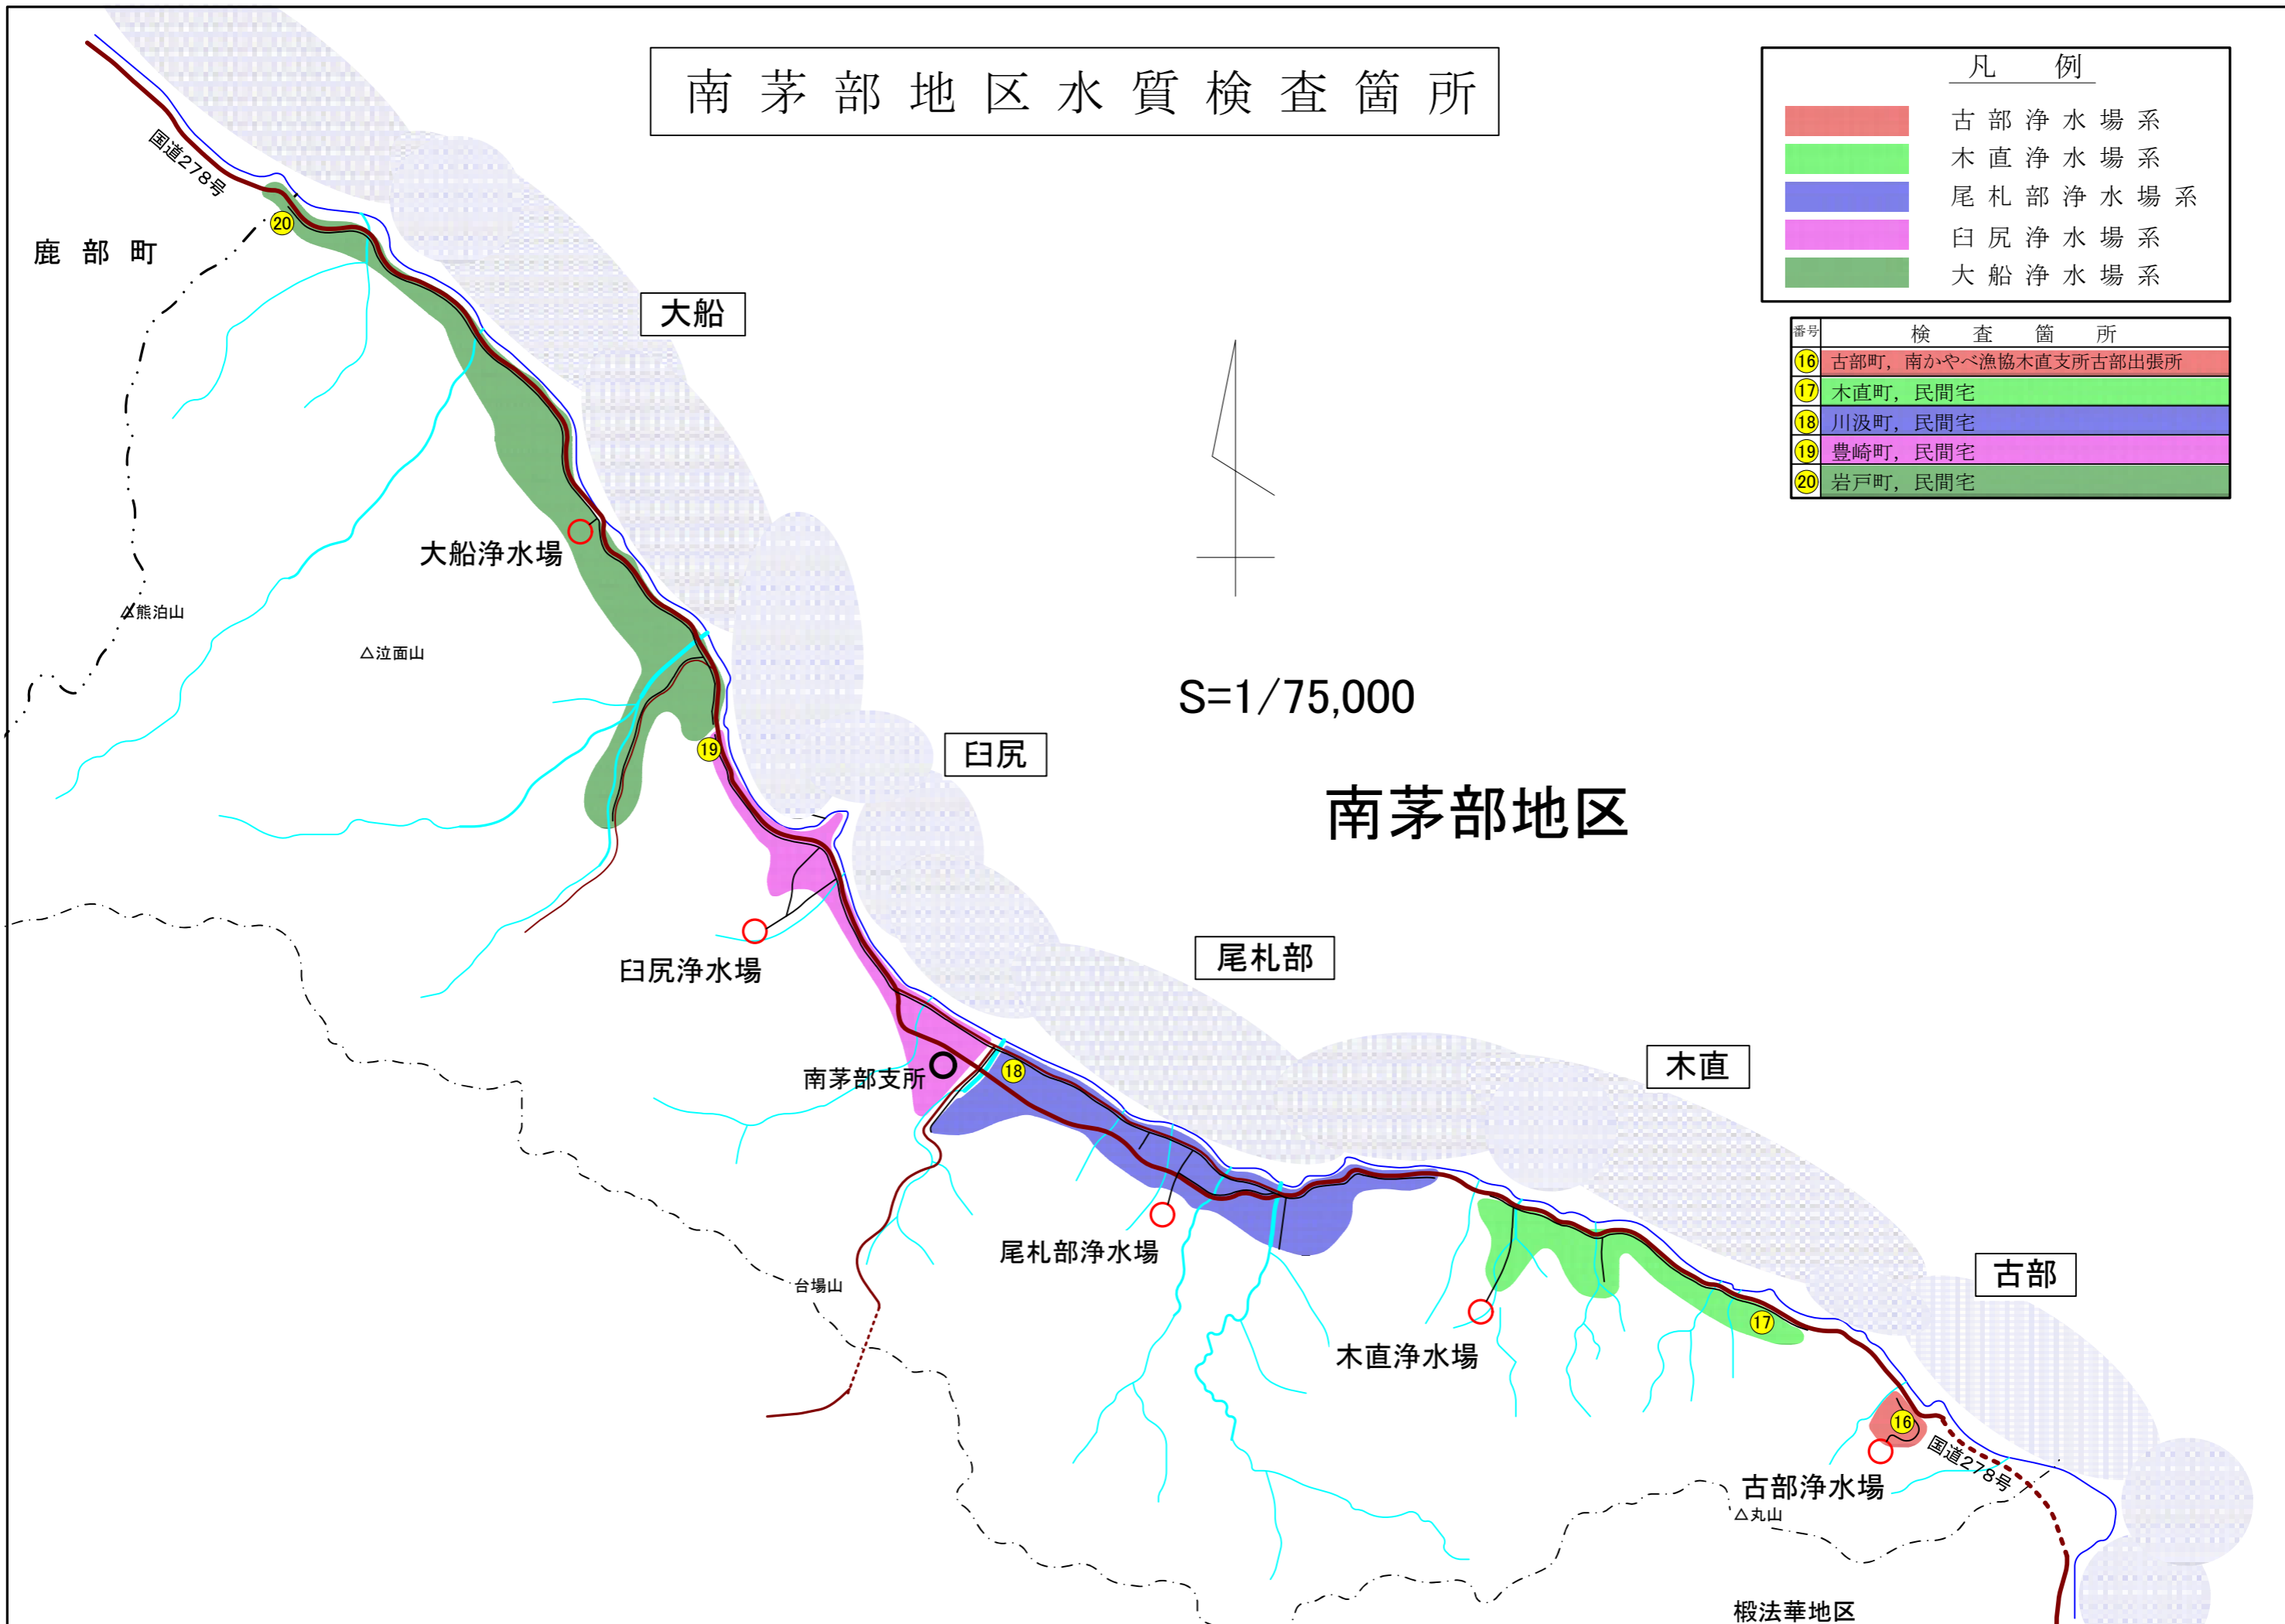 南茅部地区水質検査箇所
凡 例
古部浄水場系
木直浄水場系
尾札部浄水場系
臼尻浄水場系
大船浄水場系
番号 検査箇所
16 古部町，南かやべ漁協木直支所古部出張所
17 木直町，民間宅
18 川汲町，民間宅
19 豊崎町，民間宅
20 岩戸町，民間宅
国道278号
20
鹿部町
大船
大船浄水場
△熊泊山
△泣面山
S=1/75,000
19
臼尻
南茅部地区
臼尻浄水場
尾札部
南茅部支所
18
木直
尾札部浄水場
古部
台場山
17
木直浄水場
16
国道278号
古部浄水場
△丸山
椴法華地区